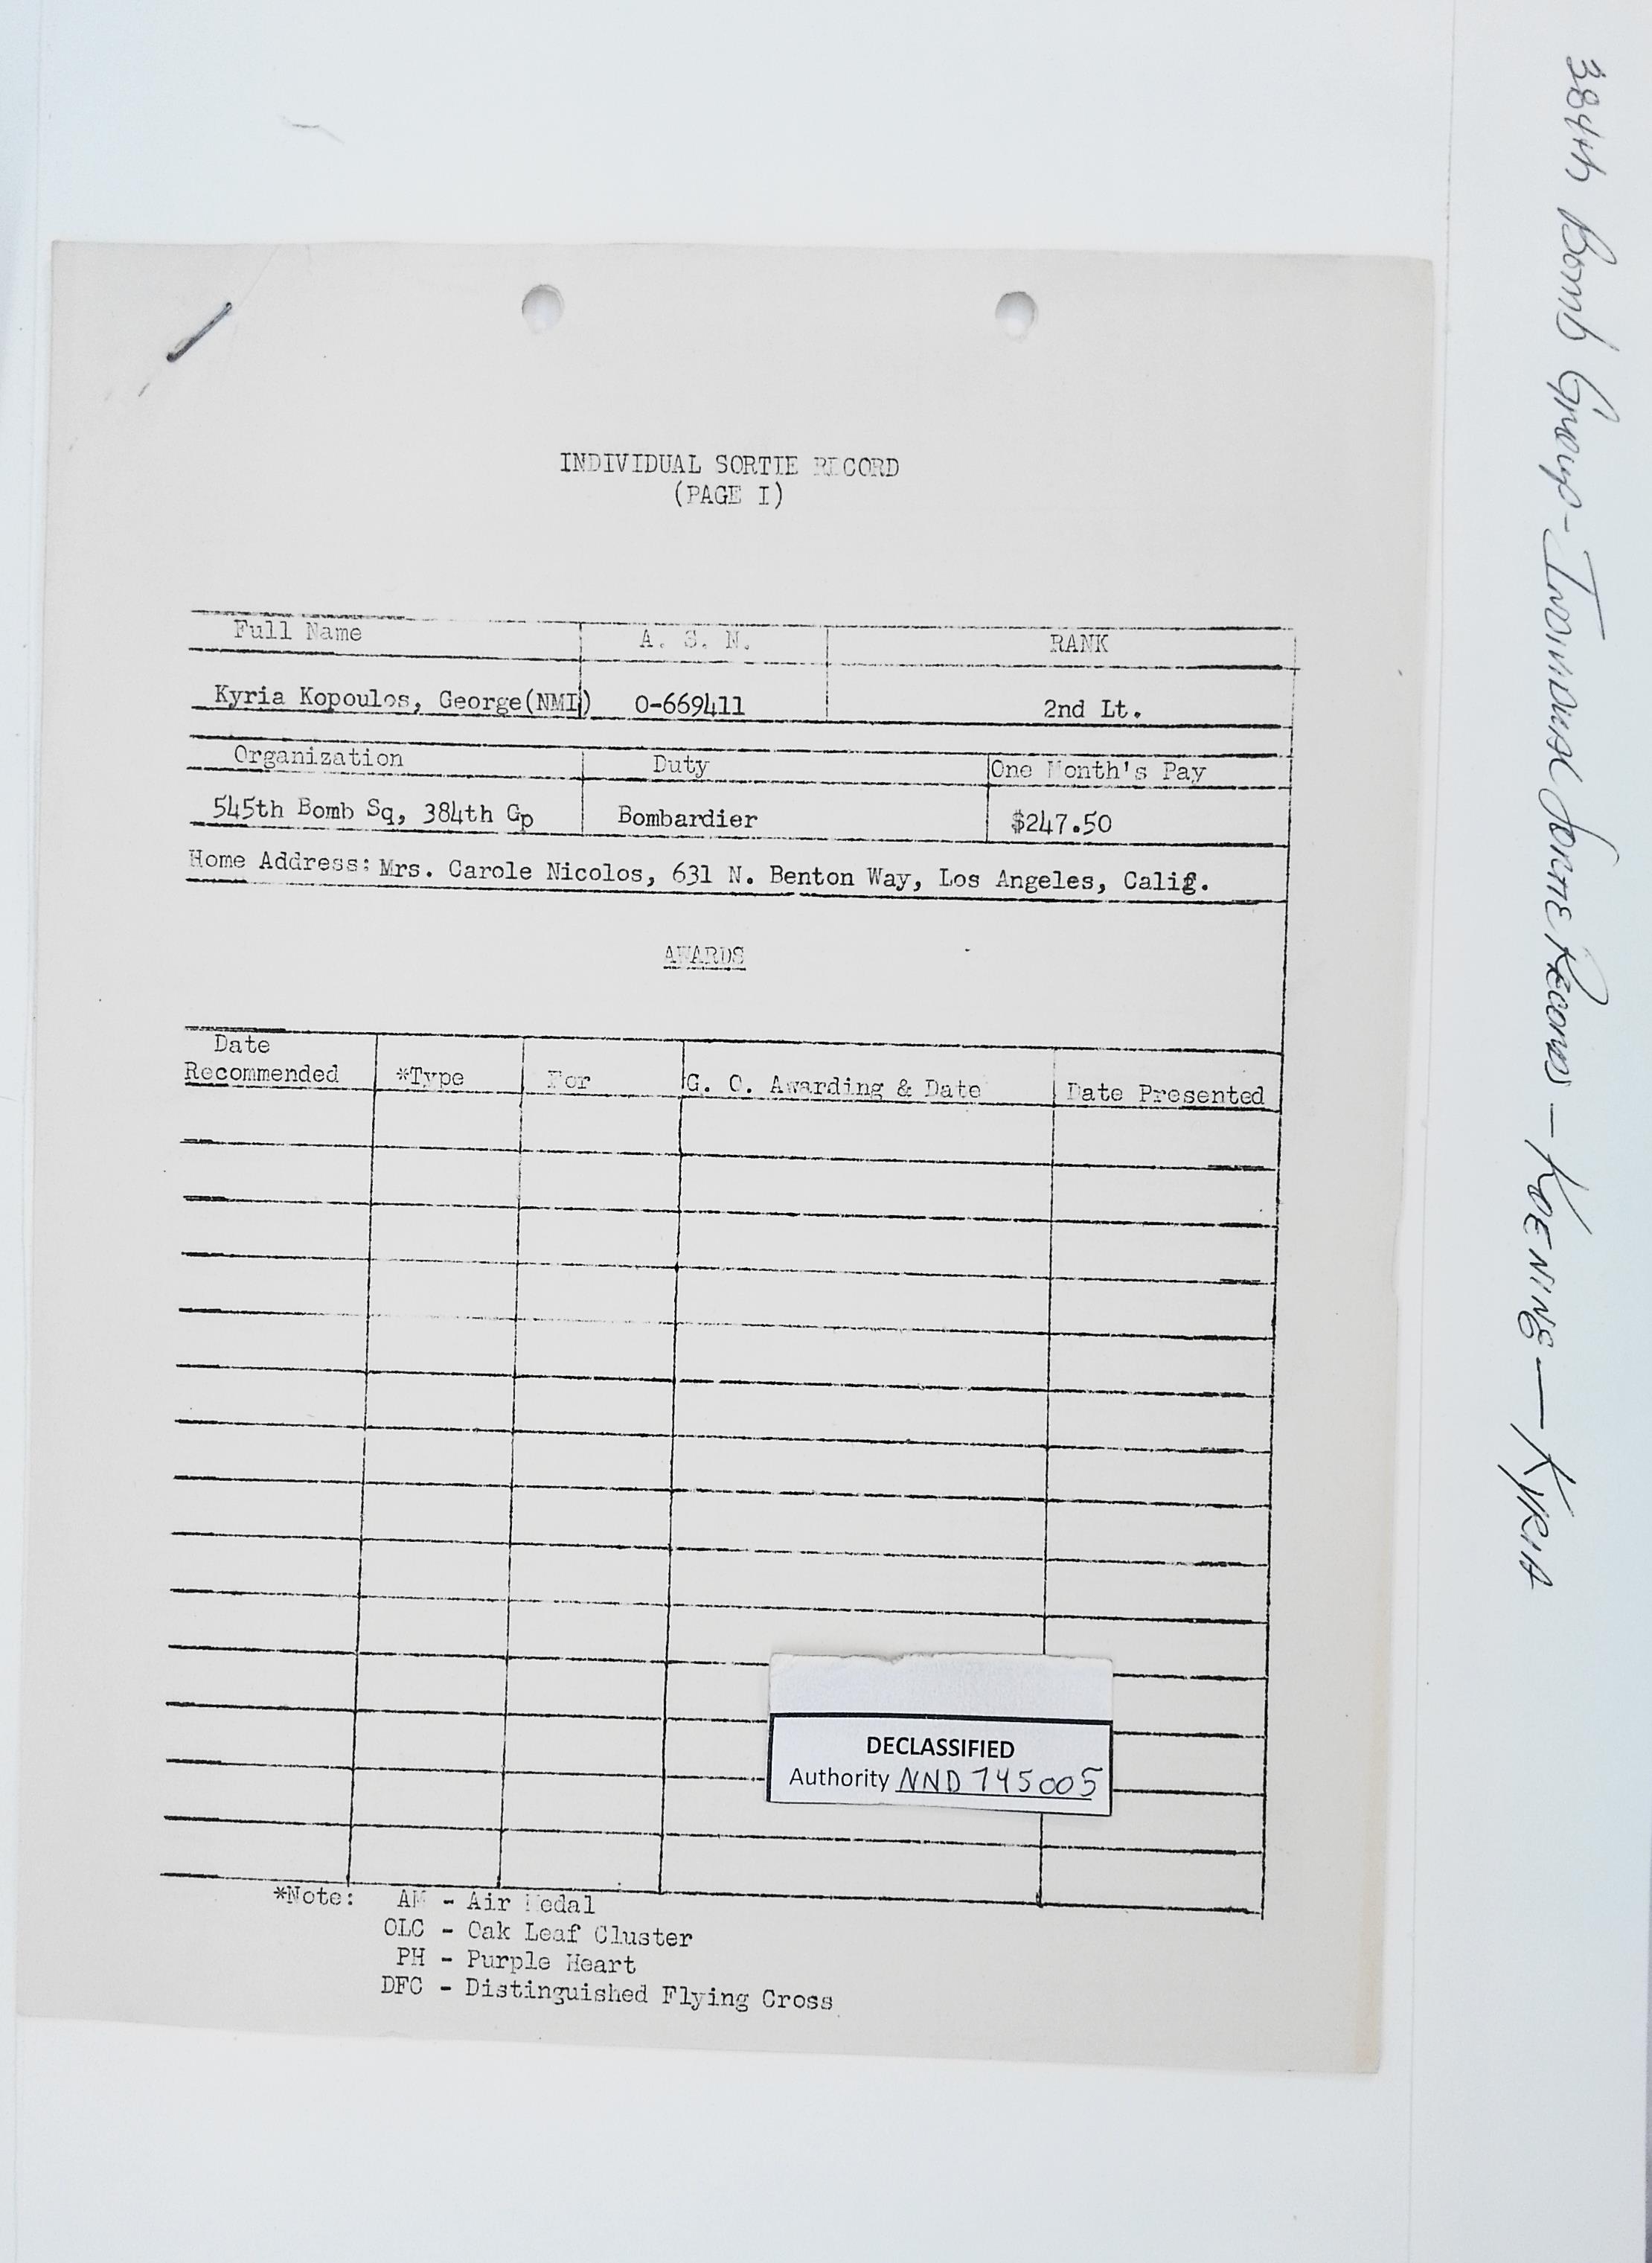 INDIVIDUAL SORTIE RECORD
(PAGE I)
Full Name A. S. N. RANK
Kyria Kopoulos, George(NMI) O-669411 2nd Lt.
Organization Duty One Month's Pay
545th Bomb Sq, 384th Gp Bombardier $247.50
Home Address: Mrs. Carole Nicolos, 631 N. Benton Way, Los Angeles, Calif.
AWARDS
Date
Recommended *Type For G. O. Awarding & Date Date Presented
DECLASSIFIED
Authority NND 745005
*Note: AM - Air Medal
OLC - Oak Leaf Cluster
PH - Purple Heart
DFC - Distinguished Flying Cross
384th Bomb Group - Individual Sortie Records - KOENING - KYRIA